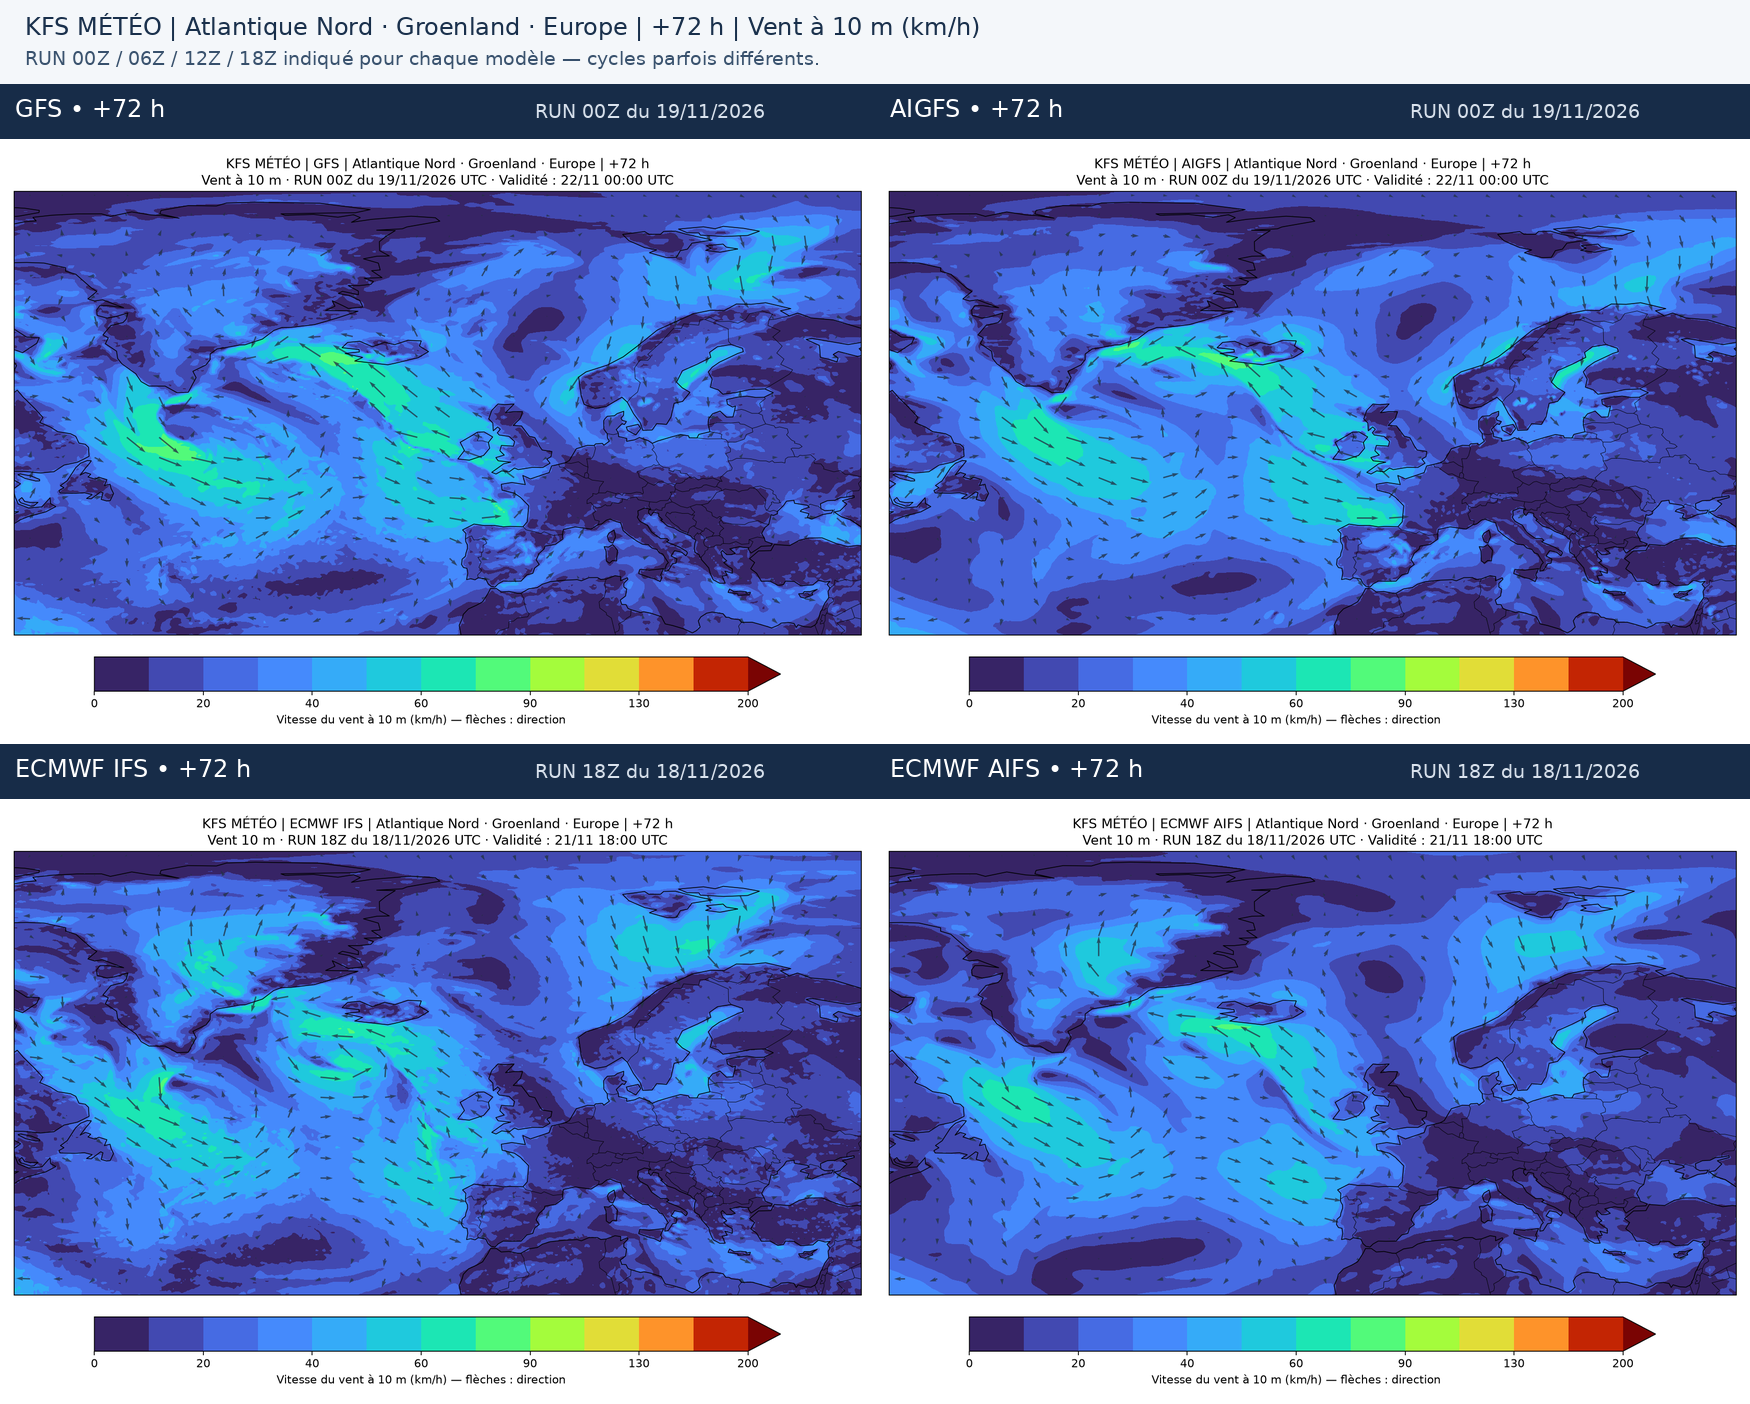 KFS MÉTÉO | Atlantique Nord · Groenland · Europe | +72 h | Vent à 10 m (km/h)
RUN 00Z / 06Z / 12Z / 18Z indiqué pour chaque modèle — cycles parfois différents.
GFS • +72 h
RUN 00Z du 19/11/2026
KFS MÉTÉO | GFS | Atlantique Nord · Groenland · Europe | +72 h
Vent à 10 m · RUN 00Z du 19/11/2026 UTC · Validité : 22/11 00:00 UTC
0 20 40 60 90 130 200
Vitesse du vent à 10 m (km/h) — flèches : direction
AIGFS • +72 h
RUN 00Z du 19/11/2026
KFS MÉTÉO | AIGFS | Atlantique Nord · Groenland · Europe | +72 h
Vent à 10 m · RUN 00Z du 19/11/2026 UTC · Validité : 22/11 00:00 UTC
0 20 40 60 90 130 200
Vitesse du vent à 10 m (km/h) — flèches : direction
ECMWF IFS • +72 h
RUN 18Z du 18/11/2026
KFS MÉTÉO | ECMWF IFS | Atlantique Nord · Groenland · Europe | +72 h
Vent 10 m · RUN 18Z du 18/11/2026 UTC · Validité : 21/11 18:00 UTC
0 20 40 60 90 130 200
Vitesse du vent à 10 m (km/h) — flèches : direction
ECMWF AIFS • +72 h
RUN 18Z du 18/11/2026
KFS MÉTÉO | ECMWF AIFS | Atlantique Nord · Groenland · Europe | +72 h
Vent 10 m · RUN 18Z du 18/11/2026 UTC · Validité : 21/11 18:00 UTC
0 20 40 60 90 130 200
Vitesse du vent à 10 m (km/h) — flèches : direction